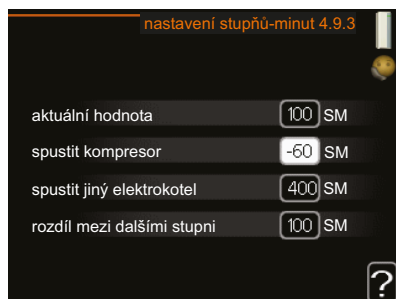 nastavení stupňů-minut 4.9.3
aktuální hodnota 100 SM
spustit kompresor -60 SM
spustit jiný elektrokotel 400 SM
rozdíl mezi dalšími stupni 100 SM
?